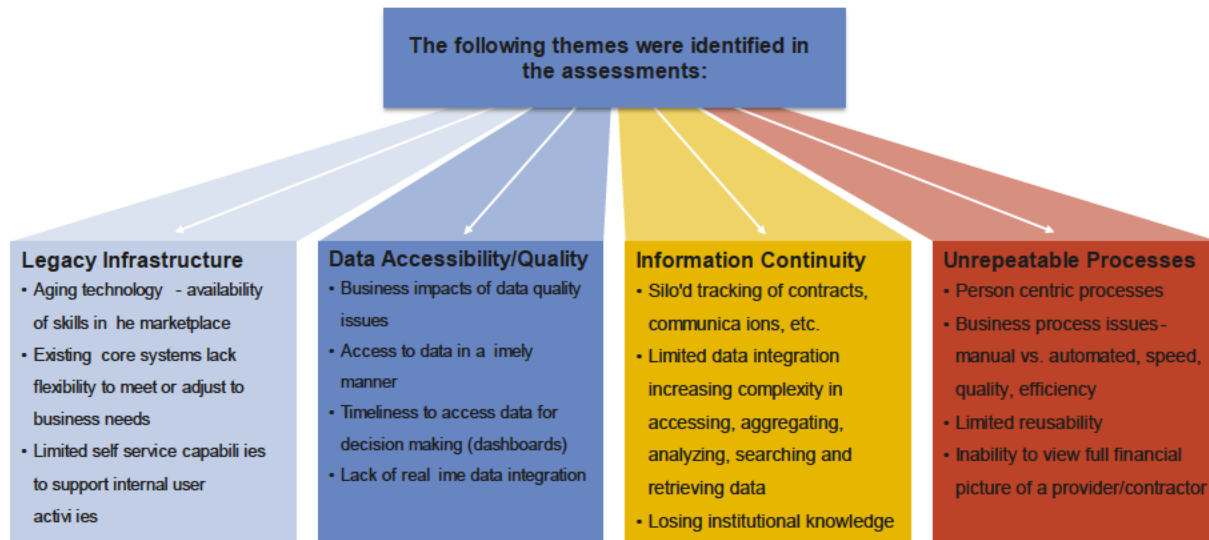 The following themes were identified in
the assessments:
Legacy Infrastructure
• Aging technology - availability
of skills in he marketplace
• Existing core systems lack
flexibility to meet or adjust to
business needs
• Limited self service capabili ies
to support internal user
activi ies
Data Accessibility/Quality
• Business impacts of data quality
issues
• Access to data in a imely
manner
• Timeliness to access data for
decision making (dashboards)
• Lack of real ime data integration
Information Continuity
• Silo'd tracking of contracts,
communica ions, etc.
• Limited data integration
increasing complexity in
accessing, aggregating,
analyzing, searching and
retrieving data
• Losing institutional knowledge
Unrepeatable Processes
• Person centric processes
• Business process issues-
manual vs. automated, speed,
quality, efficiency
• Limited reusability
• Inability to view full financial
picture of a provider/contractor